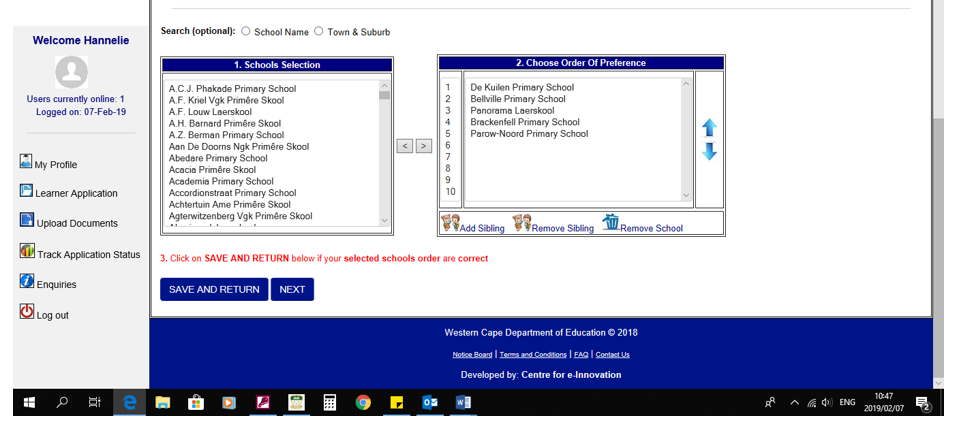 Search (optional): School Name Town & Suburb
Welcome Hannelie
Users currently online: 1
Logged on: 07-Feb-19
My Profile
Learner Application
Upload Documents
Track Application Status
Enquiries
Log out
1. Schools Selection
A.C.J. Phakade Primary School
A.F. Kriel Vgk Primêre Skool
A.F. Louw Laerskool
A.H. Barnard Primêre Skool
A.Z. Berman Primary School
Aan De Doorns Ngk Primêre Skool
Abedare Primary School
Acacia Primêre Skool
Academia Primary School
Accordionstraat Primary School
Achtertuin Ame Primêre Skool
Agterwitzenberg Vgk Primêre Skool
< >
2. Choose Order Of Preference
1 De Kuilen Primary School
2 Bellville Primary School
3 Panorama Laerskool
4 Brackenfell Primary School
5 Parow-Noord Primary School
6
7
8
9
10
Add Sibling Remove Sibling Remove School
3. Click on SAVE AND RETURN below if your selected schools order are correct
SAVE AND RETURN NEXT
Western Cape Department of Education © 2018
Notice Board | Terms and Conditions | FAQ | Contact Us
Developed by: Centre for e-Innovation
ENG
10:47
2019/02/07
2